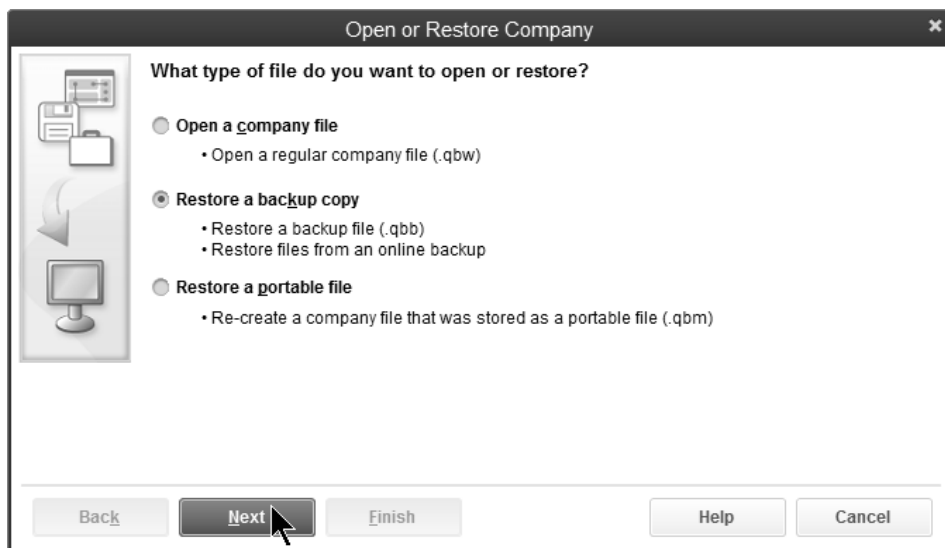 Open or Restore Company
What type of file do you want to open or restore?
Open a company file
• Open a regular company file (.qbw)
Restore a backup copy
• Restore a backup file (.qbb)
• Restore files from an online backup
Restore a portable file
• Re-create a company file that was stored as a portable file (.qbm)
Back Next Finish Help Cancel